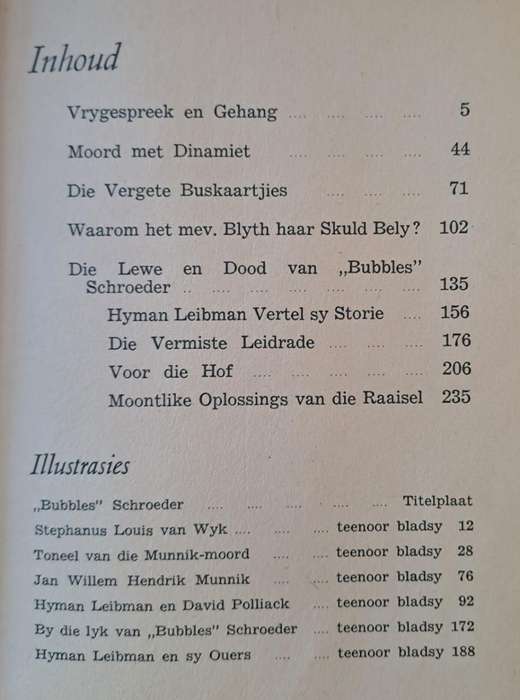 Inhoud
Vrygespreek en Gehang .... .... .... .... 5
Moord met Dinamiet .... .... .... .... 44
Die Vergete Buskaartjies .... .... .... 71
Waarom het mev. Blyth haar Skuld Bely? 102
Die Lewe en Dood van „Bubbles”
Schroeder .. .... .... .... .... .... .... 135
Hyman Leibman Vertel sy Storie .... 156
Die Vermiste Leidrade .... .... .... 176
Voor die Hof .... .... .... .... .... 206
Moontlike Oplossings van die Raaisel 235
Illustrasies
„Bubbles” Schroeder .... .... .... .... .... Titelplaat
Stephanus Louis van Wyk .... .... .... teenoor bladsy 12
Toneel van die Munnik-moord .... .... teenoor bladsy 28
Jan Willem Hendrik Munnik .... .... teenoor bladsy 76
Hyman Leibman en David Polliack .... teenoor bladsy 92
By die lyk van „Bubbles” Schroeder .... teenoor bladsy 172
Hyman Leibman en sy Ouers .... .... teenoor bladsy 188